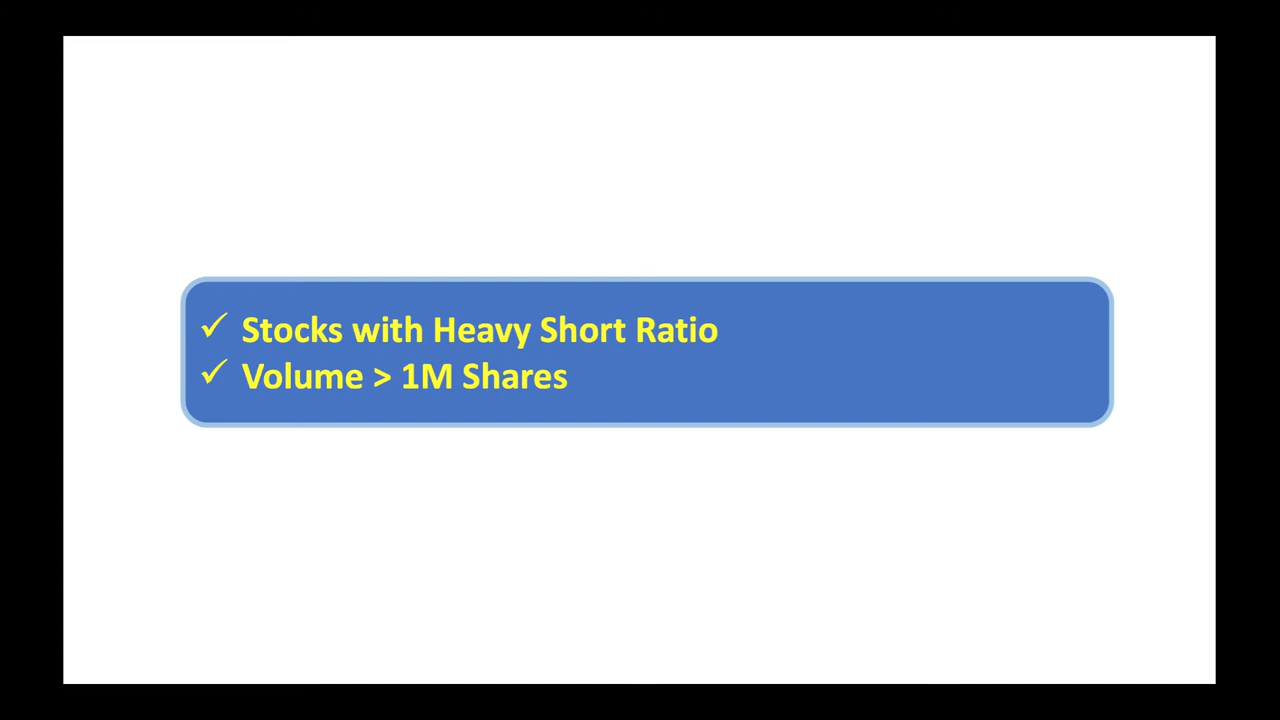 ✓ Stocks with Heavy Short Ratio
✓ Volume > 1M Shares